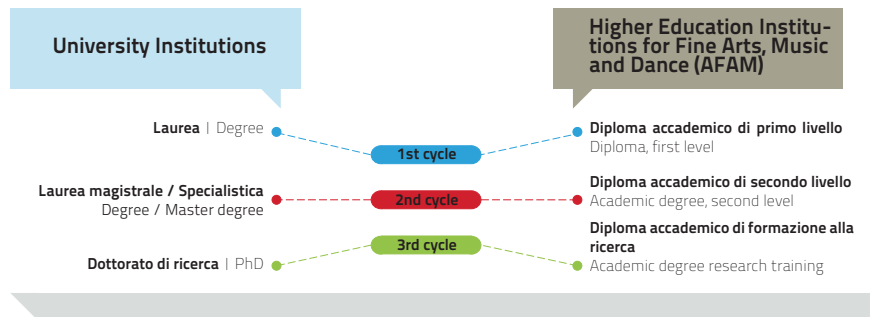 University Institutions
Higher Education Institu-
tions for Fine Arts, Music
and Dance (AFAM)
Laurea | Degree
1st cycle
Diploma accademico di primo livello
Diploma, first level
Laurea magistrale / Specialistica
Degree / Master degree
2nd cycle
Diploma accademico di secondo livello
Academic degree, second level
Dottorato di ricerca | PhD
3rd cycle
Diploma accademico di formazione alla
ricerca
Academic degree research training